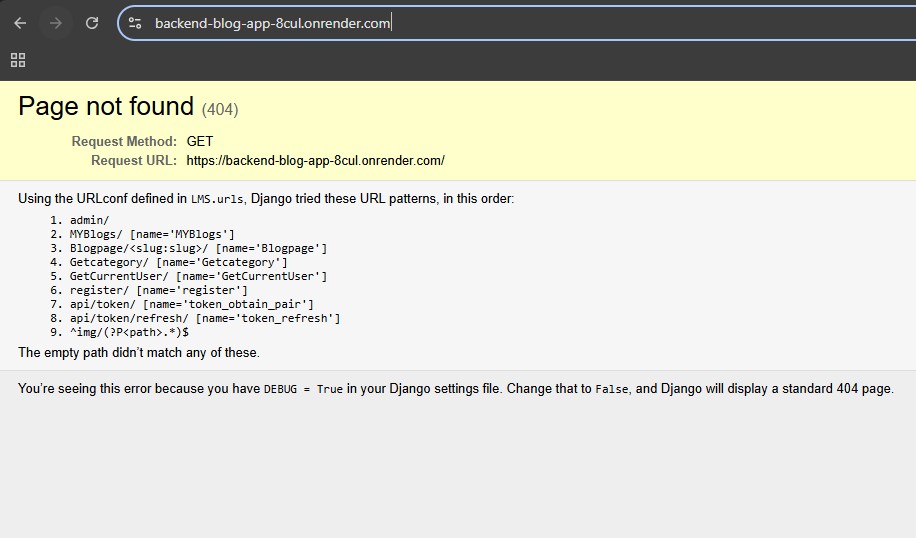 backend-blog-app-8cul.onrender.com
Page not found (404)
Request Method: GET
Request URL: https://backend-blog-app-8cul.onrender.com/
Using the URLconf defined in LMS.urls, Django tried these URL patterns, in this order:
1. admin/
2. MYBlogs/ [name='MYBlogs']
3. Blogpage/<slug:slug>/ [name='Blogpage']
4. Getcategory/ [name='Getcategory']
5. GetCurrentUser/ [name='GetCurrentUser']
6. register/ [name='register']
7. api/token/ [name='token_obtain_pair']
8. api/token/refresh/ [name='token_refresh']
9. ^img/(?P<path>.*)$
The empty path didn’t match any of these.
You’re seeing this error because you have DEBUG = True in your Django settings file. Change that to False, and Django will display a standard 404 page.